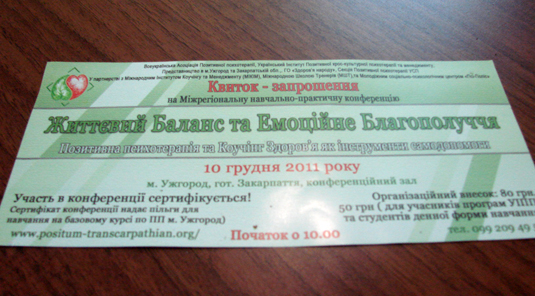 Всеукраїнська Асоціація Позитивної психотерапії, Український Інститут Позитивної крос-культурної психотерапії та менеджменту,
Представництво в м.Ужгород та Закарпатській обл., ГО «Здоров'я народу», Секція Позитивної психотерапії УСП
У партнерстві з Міжнародним Інститутом Коучінгу та Менеджменту (МІКМ), Міжнародною Школою Тренерів (МШТ) та Молодіжним соціально-психологічним центром
Квиток - запрошення
на Міжрегіональну навчально-практичну конференцію
Життєвий Баланс та Емоційне Благополуччя
Позитивна психотерапія та Коучінг Здоров'я як інструменти самодопомоги
10 грудня 2011 року
м. Ужгород, гот. Закарпаття, конференційний зал
Участь в конференції сертифікується!
Сертифікат конференції надає пільги для
навчання на базовому курсі по ППІ м. Ужгород)
www.positum-transcarpathian.org/
Початок о 10.00
Організаційний внесок: 80 грн.
50 грн ( для учасників програм
та студентів денної форми навчання
тел. 099 209 49